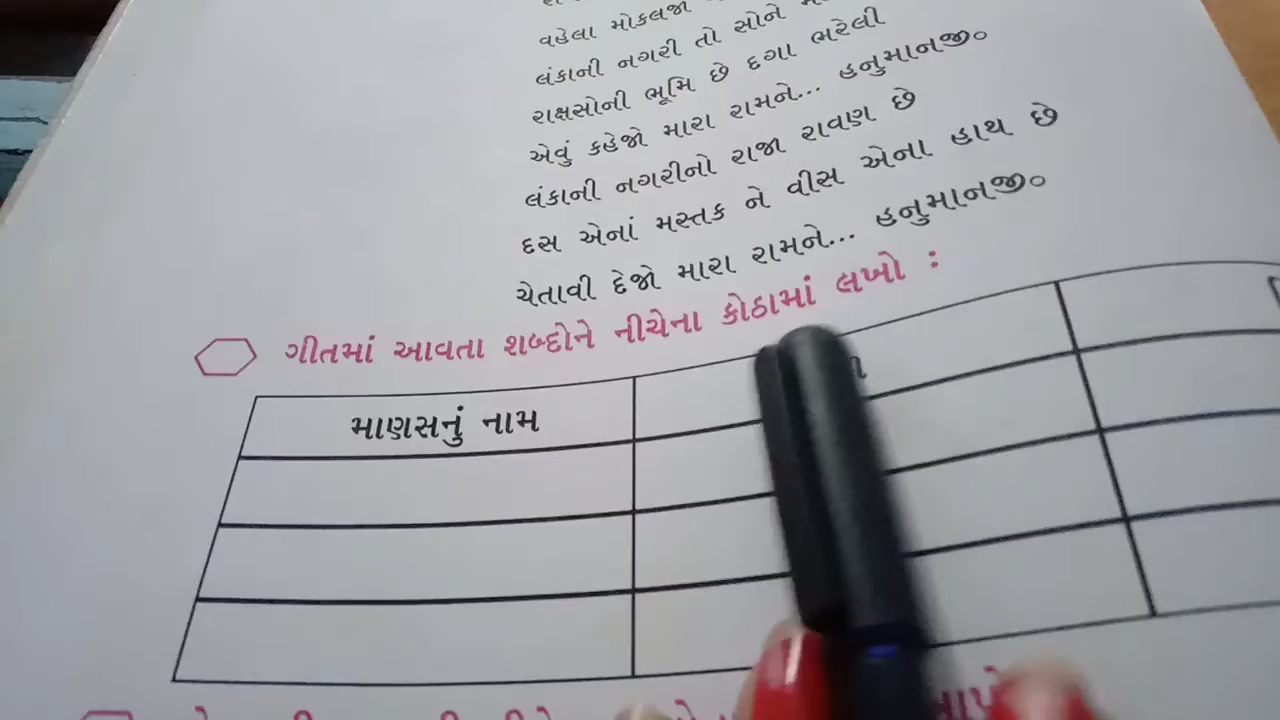 વહેલા મોકલજા
લંકાની નગરી તો સોને
રાક્ષસોની ભૂમિ છે દગા ભરેલી
એવું કહેજો મારા રામને... હનુમાનજી૦
લંકાની નગરીનો રાજા રાવણ છે
દસ એનાં મસ્તક ને વીસ એના હાથ છે
ચેતાવી દેજો મારા રામને... હનુમાનજી૦
ગીતમાં આવતા શબ્દોને નીચેના કોઠામાં લખો :
માણસનું નામ